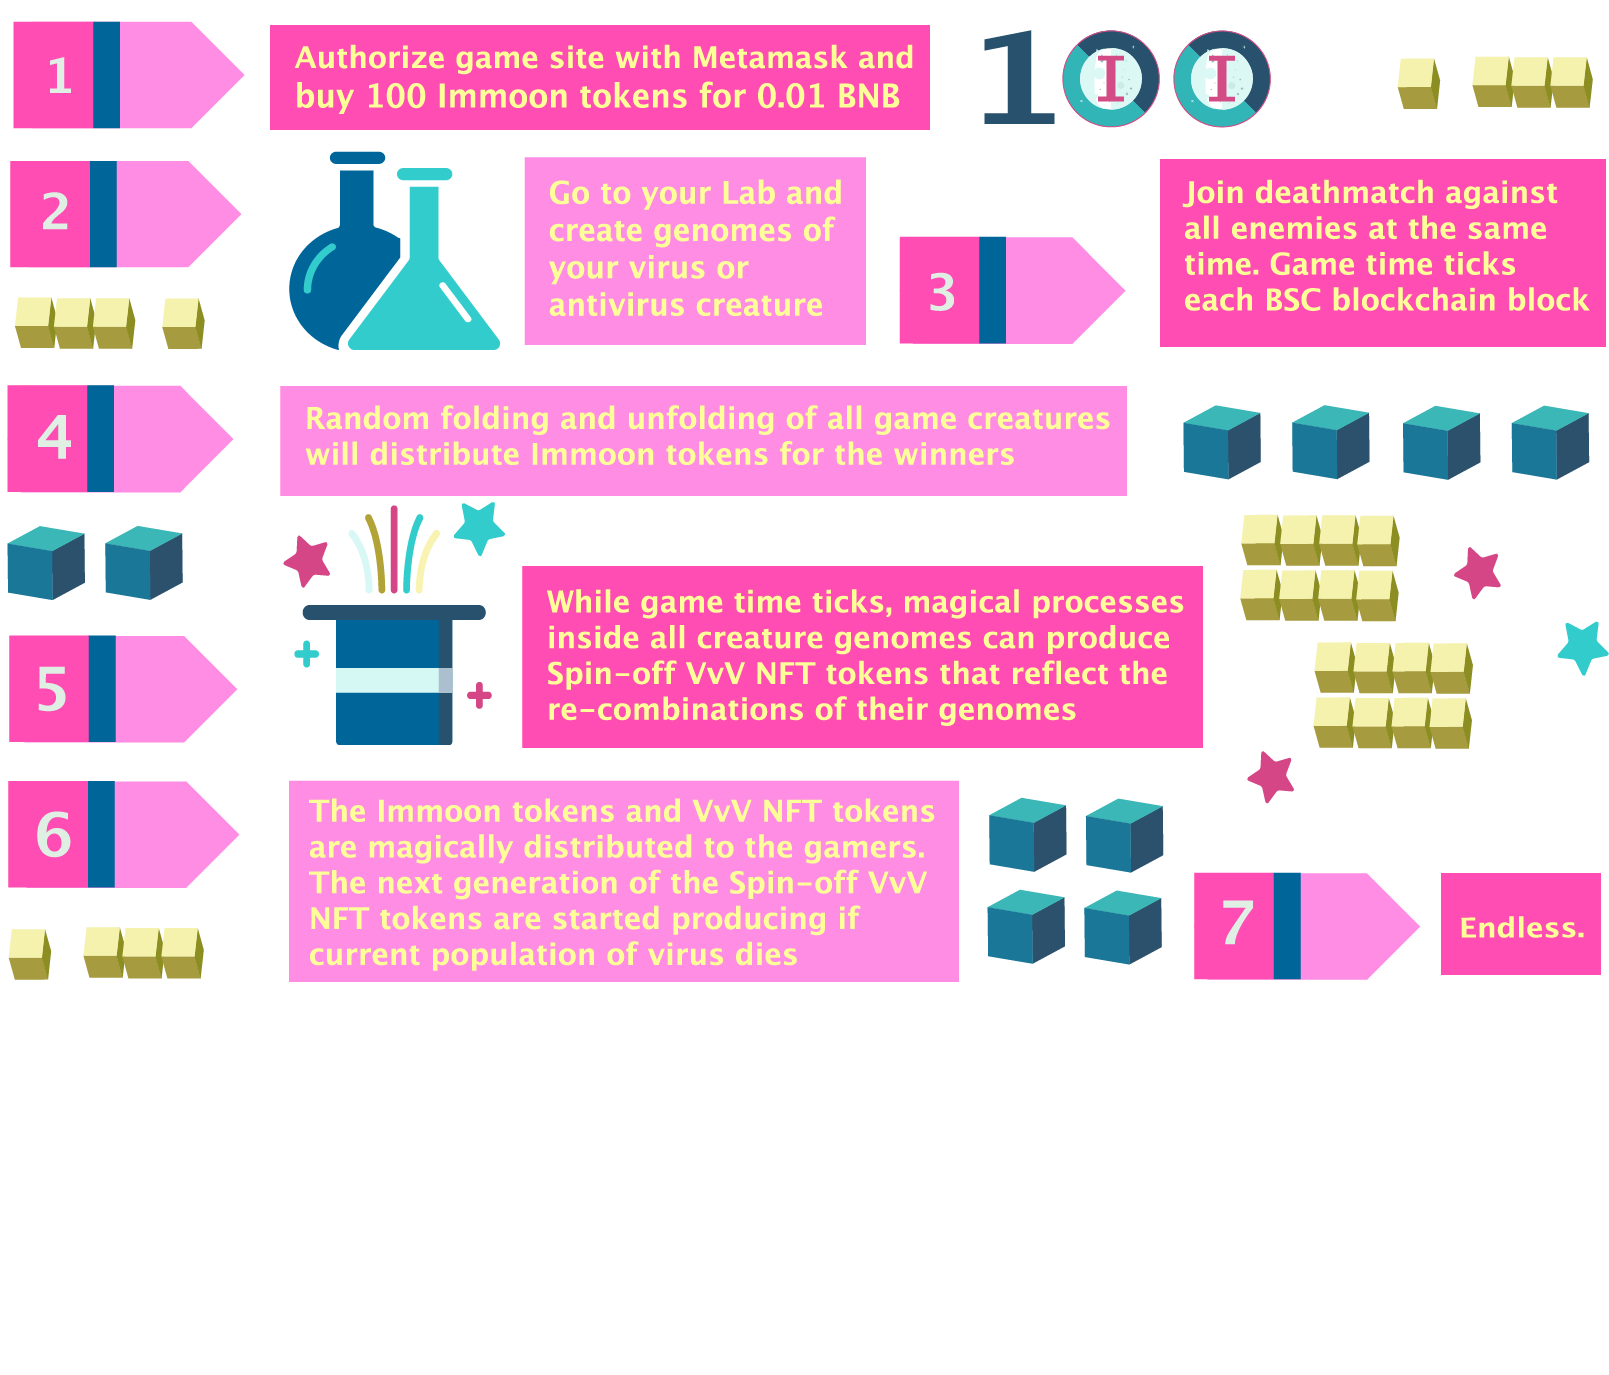 1
Authorize game site with Metamask and
buy 100 Immoon tokens for 0.01 BNB
1II
2
Go to your Lab and
create genomes of
your virus or
antivirus creature
3
Join deathmatch against
all enemies at the same
time. Game time ticks
each BSC blockchain block
4
Random folding and unfolding of all game creatures
will distribute Immoon tokens for the winners
5
While game time ticks, magical processes
inside all creature genomes can produce
Spin-off VvV NFT tokens that reflect the
re-combinations of their genomes
6
The Immoon tokens and VvV NFT tokens
are magically distributed to the gamers.
The next generation of the Spin-off VvV
NFT tokens are started producing if
current population of virus dies
7
Endless.